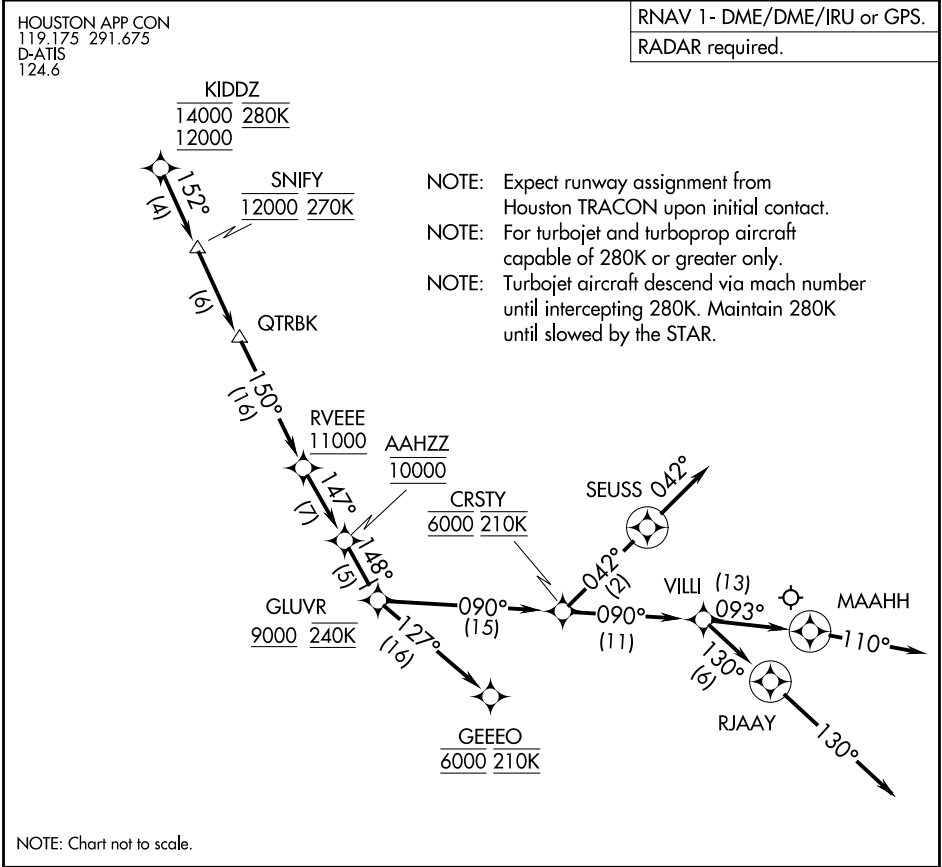 HOUSTON APP CON
119.175 291.675
D-ATIS
124.6
RNAV 1- DME/DME/IRU or GPS.
RADAR required.
KIDDZ
14000 280K
12000
152°
(4)
SNIFY
12000 270K
NOTE: Expect runway assignment from
Houston TRACON upon initial contact.
NOTE: For turbojet and turboprop aircraft
capable of 280K or greater only.
NOTE: Turbojet aircraft descend via mach number
until intercepting 280K. Maintain 280K
until slowed by the STAR.
(6)
QTRBK
150°
(16)
RVEEE
11000
147°
(7)
AAHZZ
10000
148°
(5)
GLUVR
9000 240K
CRSTY
6000 210K
SEUSS
042°
042°
(2)
090°
(15)
090°
(11)
VILLI
(13)
093°
MAAHH
110°
127°
(16)
GEEEO
6000 210K
130°
(6)
RJAAY
130°
NOTE: Chart not to scale.